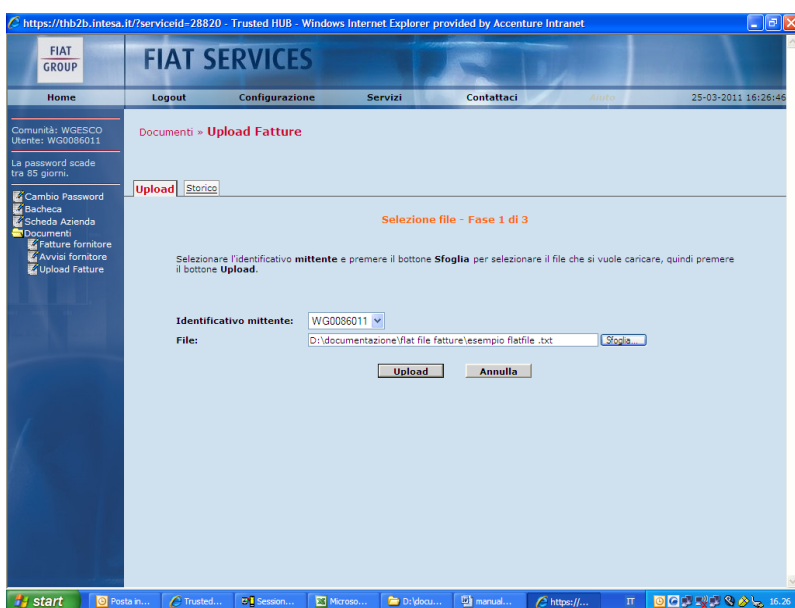 https://thb2b.intesa.it/?serviceid=28820 - Trusted HUB - Windows Internet Explorer provided by Accenture Intranet
FIAT
GROUP
FIAT SERVICES
Home Logout Configurazione Servizi Contattaci Aiuto 25-03-2011 16:26:46
Comunità: WGESCO
Utente: WG0086011
La password scade
tra 85 giorni.
Cambio Password
Bacheca
Scheda Azienda
Documenti
Fatture fornitore
Avvisi fornitore
Upload Fatture
Documenti » Upload Fatture
Upload Storico
Selezione file - Fase 1 di 3
Selezionare l'identificativo mittente e premere il bottone Sfoglia per selezionare il file che si vuole caricare, quindi premere
il bottone Upload.
Identificativo mittente: WG0086011
File: D:\documentazione\flat file fatture\esempio flatfile .txt Sfoglia...
Upload Annulla
start Posta in... Trusted... Session... Microso... D:\docu... manual... https://... IT 16.26